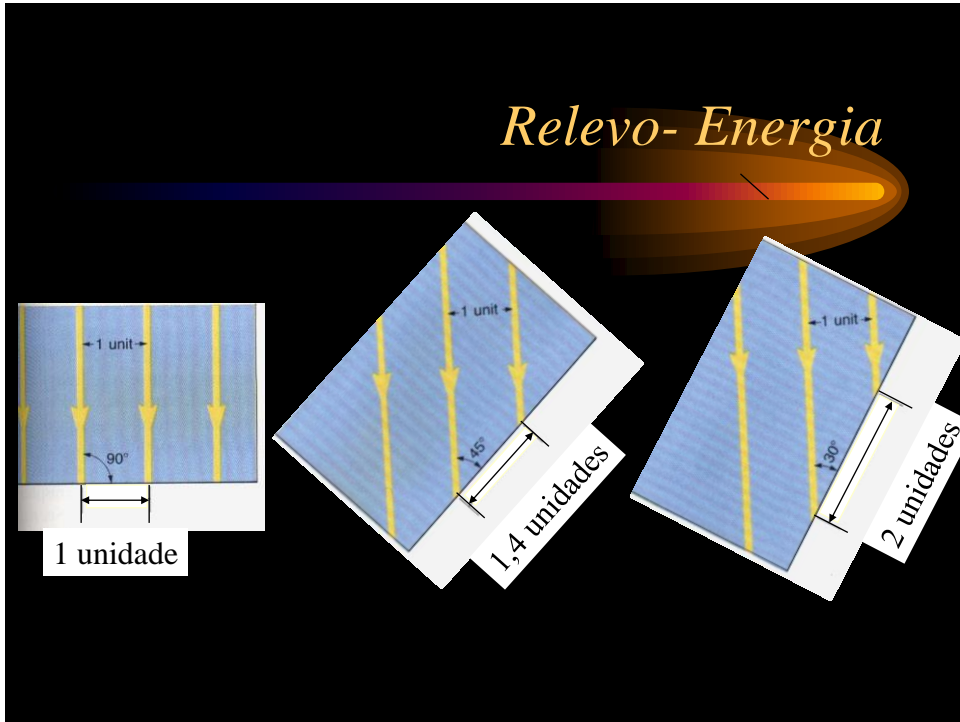 Relevo- Energia
1 unit
90°
1 unidade
1 unit
45°
1,4 unidades
1 unit
30°
2 unidades